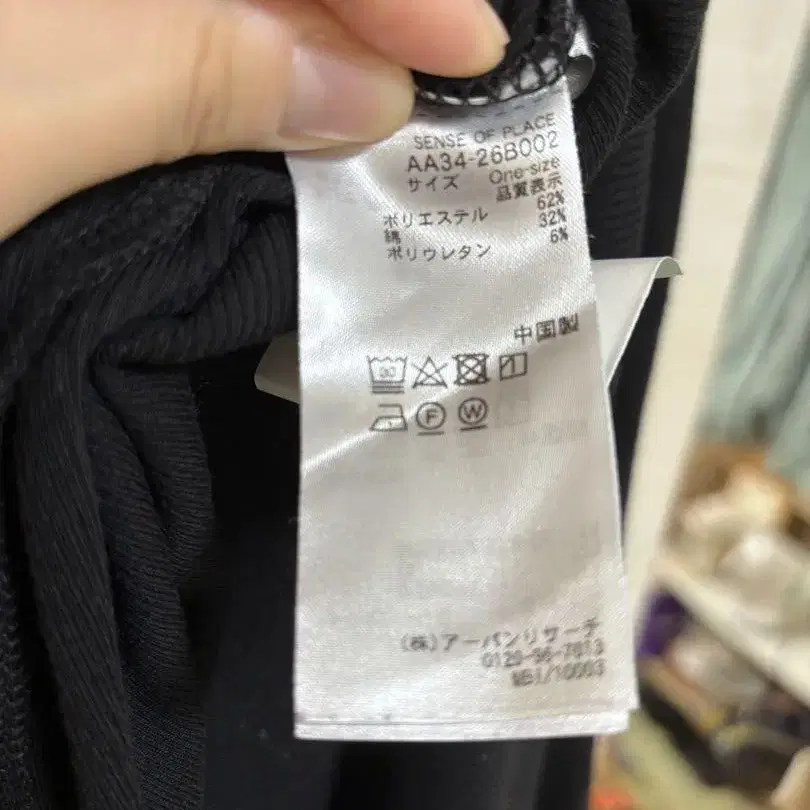 SENSE OF PLACE
AA34-26B002
サイズ One-size
品質表示
62%
ポリエステル 32%
綿 6%
ポリウレタン
中国製
F W
(株)アーバンリサーチ